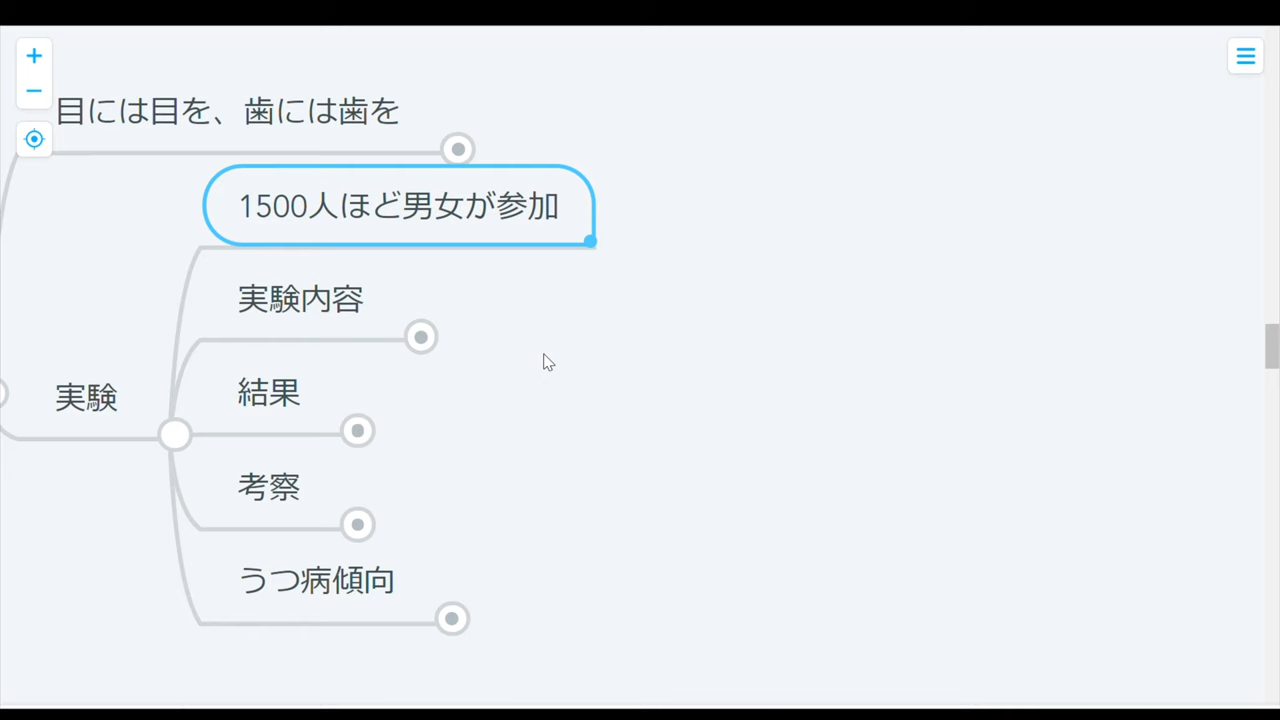 目には目を、歯には歯を
1500人ほど男女が参加
実験内容
結果
実験
考察
うつ病傾向